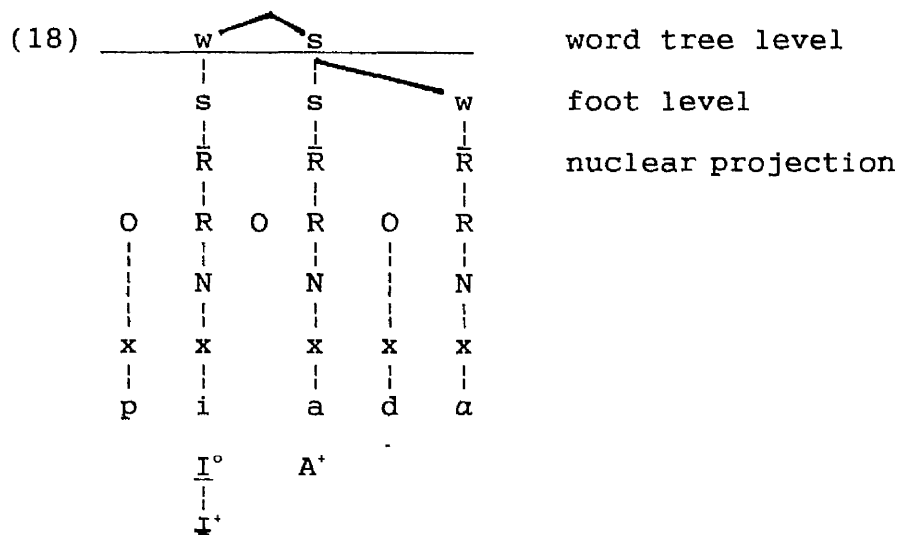 (18) w s word tree level
s s w foot level
R̄ R̄ R̄ nuclear projection
O R O R O R
N N N
x x x x x
p i a d ɑ
I° A⁺
I⁺